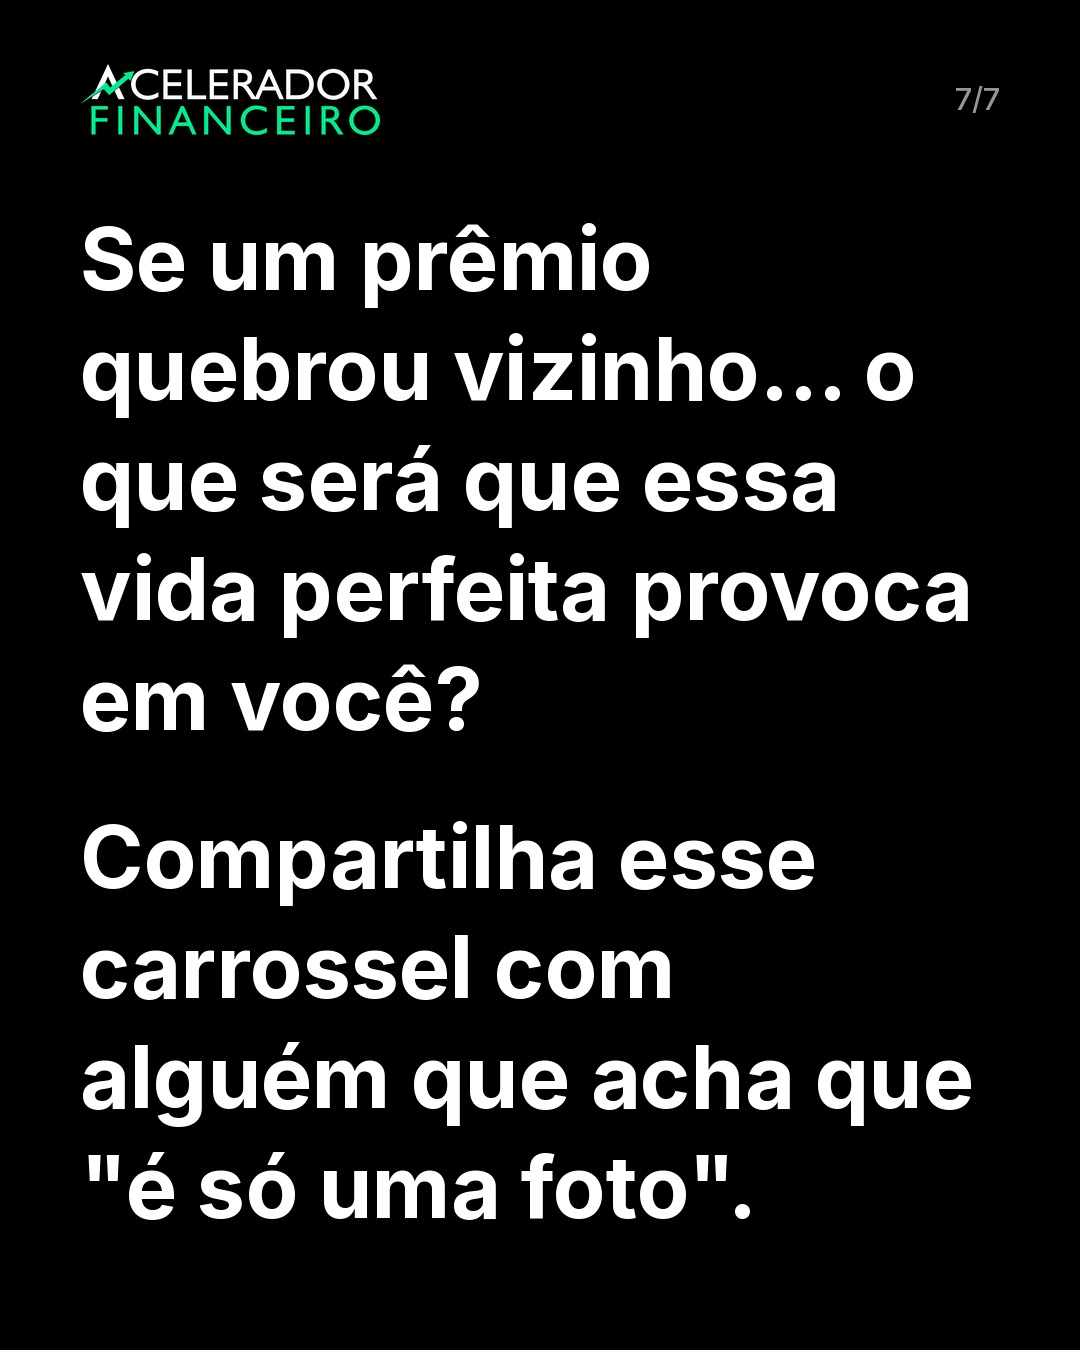 ACELERADOR
FINANCEIRO
7/7
Se um prêmio
quebrou vizinho... o
que será que essa
vida perfeita provoca
em você?
Compartilha esse
carrossel com
alguém que acha que
"é só uma foto".